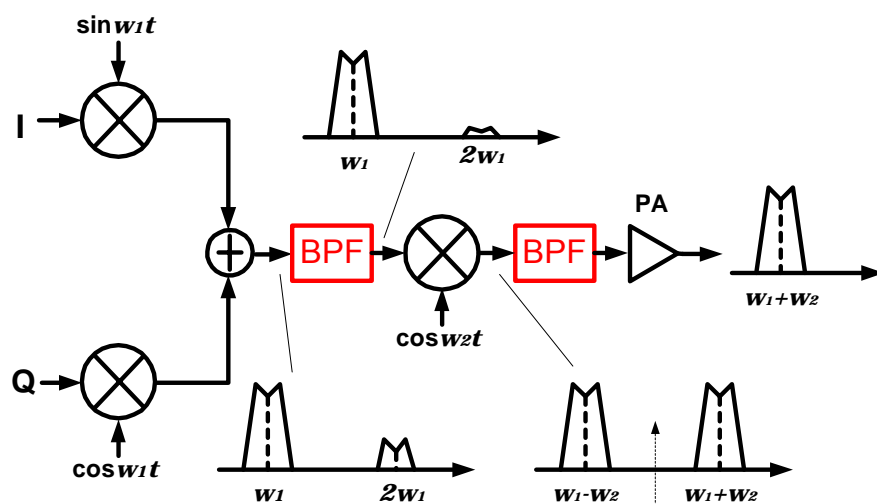 sinw₁t
I
w₁
2w₁
PA
BPF
BPF
w₁+w₂
cosw₂t
Q
cosw₁t
w₁
2w₁
w₁-w₂
w₁+w₂